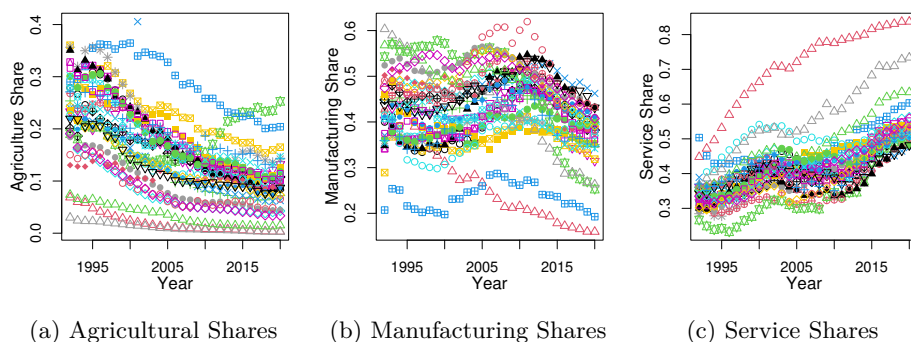 0.4
0.3
0.2
0.1
0.0
Agriculture Share
1995 2005 2015
Year
0.6
0.5
0.4
0.3
0.2
Manufacturing Share
1995 2005 2015
Year
0.8
0.7
0.6
0.5
0.4
0.3
Service Share
1995 2005 2015
Year
(a) Agricultural Shares
(b) Manufacturing Shares
(c) Service Shares